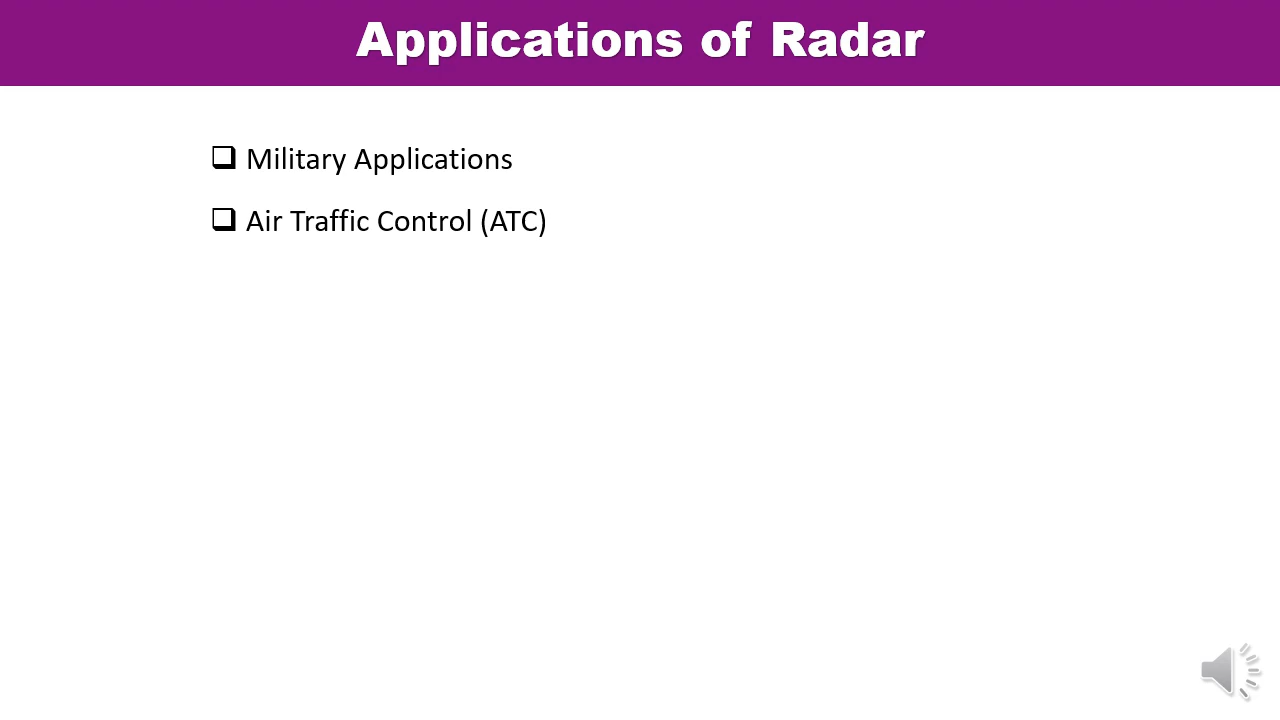 Applications of Radar
Military Applications
Air Traffic Control (ATC)